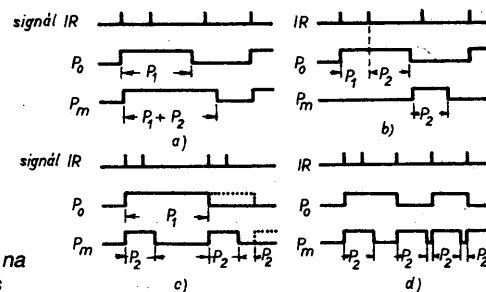 signál IR
IR
P₀
P₁
P₀
P₁ P₂
Pₘ
P₁ + P₂
Pₘ
P₂
a)
b)
signál IR
IR
P₀
P₁
P₀
Pₘ
P₂ P₂ P₂
Pₘ
P₂ P₂ P₂
na
c)
d)